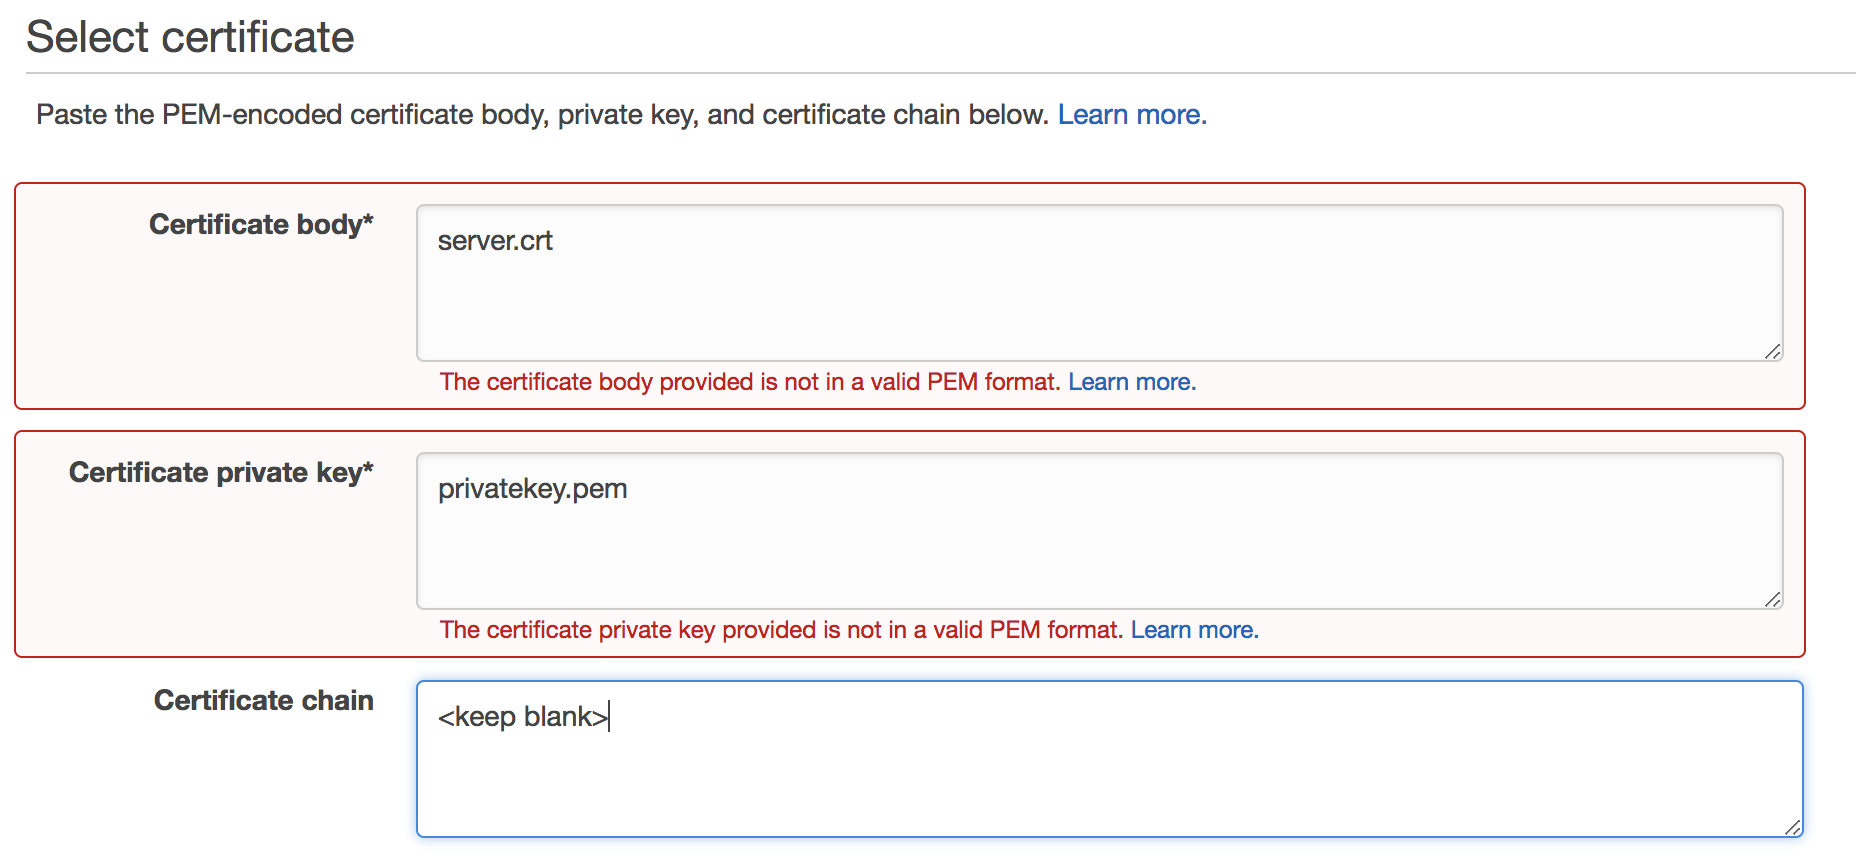 Select certificate
Paste the PEM-encoded certificate body, private key, and certificate chain below. Learn more.
Certificate body*
server.crt
The certificate body provided is not in a valid PEM format. Learn more.
Certificate private key*
privatekey.pem
The certificate private key provided is not in a valid PEM format. Learn more.
Certificate chain
<keep blank>